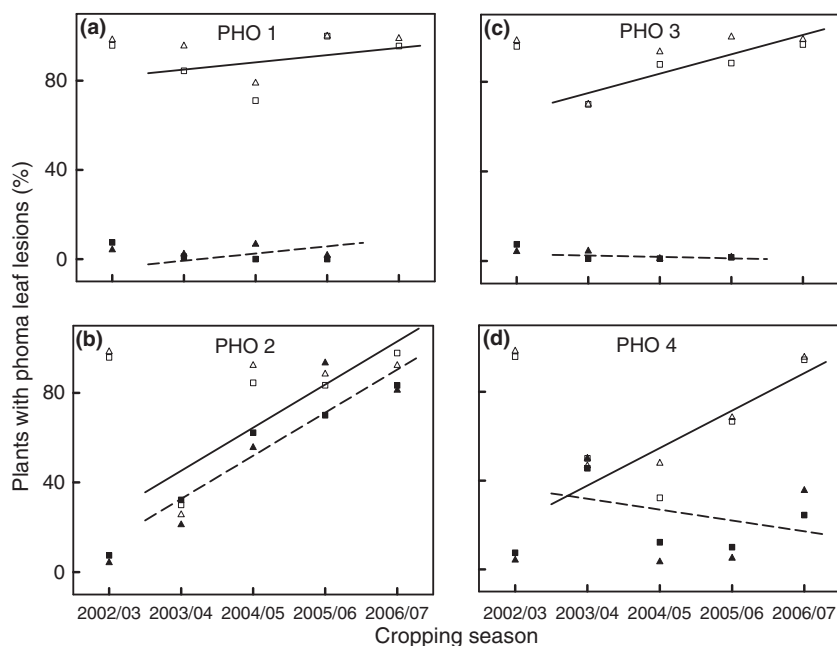 (a)
PHO 1
80
40
0
(c)
PHO 3
(b)
PHO 2
80
40
0
(d)
PHO 4
2002/03 2003/04 2004/05 2005/06 2006/07
2002/03 2003/04 2004/05 2005/06 2006/07
Cropping season
Plants with phoma leaf lesions (%)